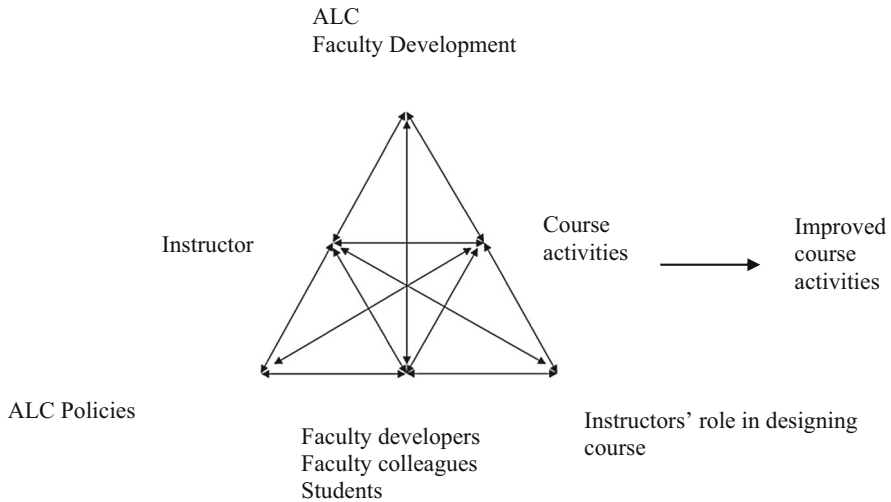 ALC
Faculty Development
Instructor
Course
activities
Improved
course
activities
ALC Policies
Faculty developers
Faculty colleagues
Students
Instructors’ role in designing
course